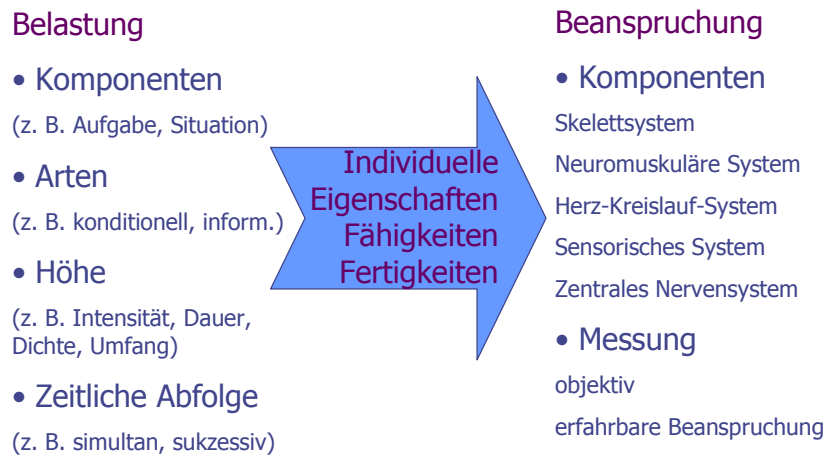 Belastung
• Komponenten
(z. B. Aufgabe, Situation)
• Arten
(z. B. konditionell, inform.)
• Höhe
(z. B. Intensität, Dauer,
Dichte, Umfang)
• Zeitliche Abfolge
(z. B. simultan, sukzessiv)
Individuelle
Eigenschaften
Fähigkeiten
Fertigkeiten
Beanspruchung
• Komponenten
Skelettsystem
Neuromuskuläre System
Herz-Kreislauf-System
Sensorisches System
Zentrales Nervensystem
• Messung
objektiv
erfahrbare Beanspruchung